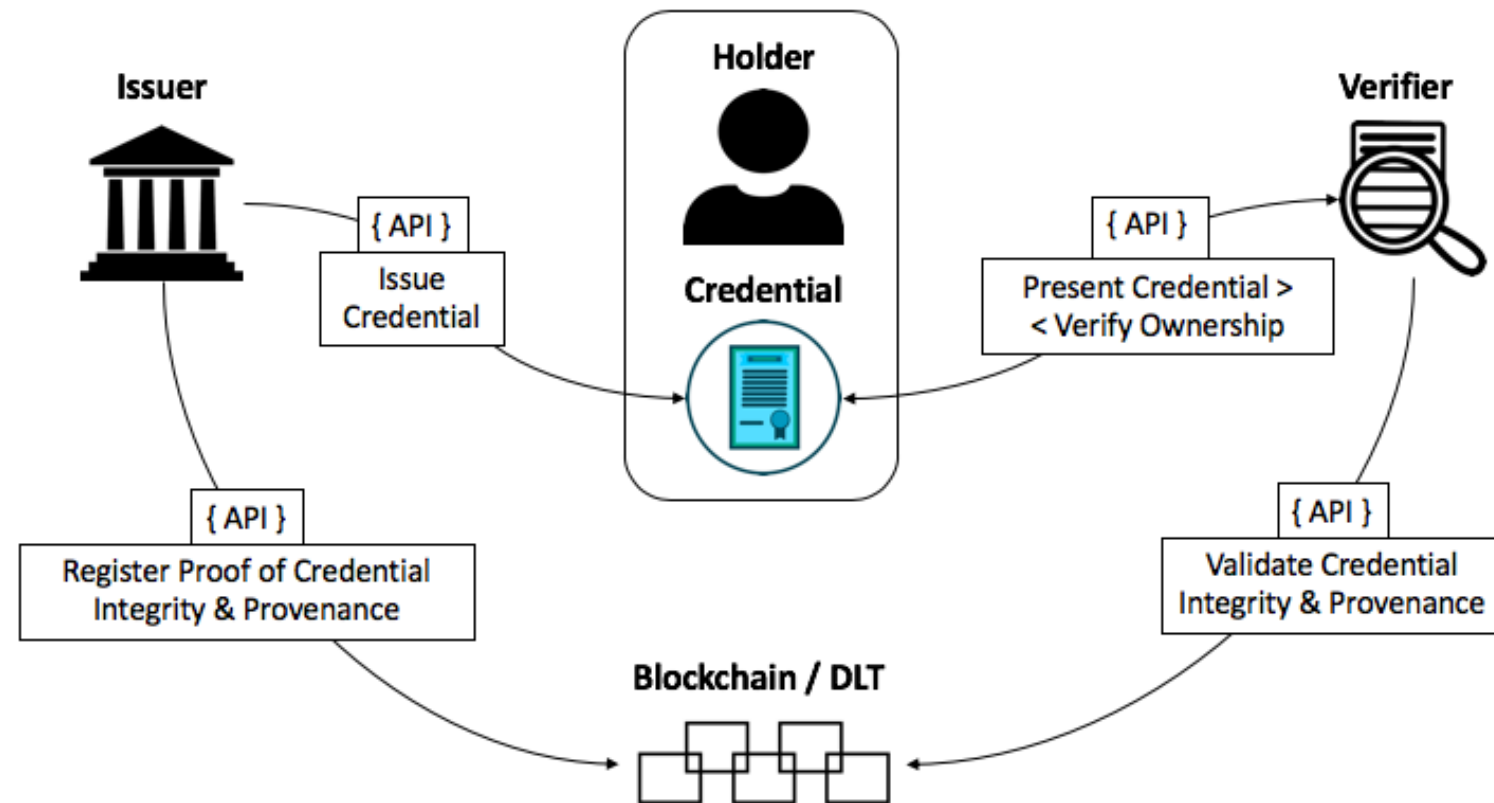 Holder
Issuer
Verifier
{ API }
Issue
Credential
Credential
{ API }
Present Credential >
< Verify Ownership
{ API }
Register Proof of Credential
Integrity & Provenance
{ API }
Validate Credential
Integrity & Provenance
Blockchain / DLT